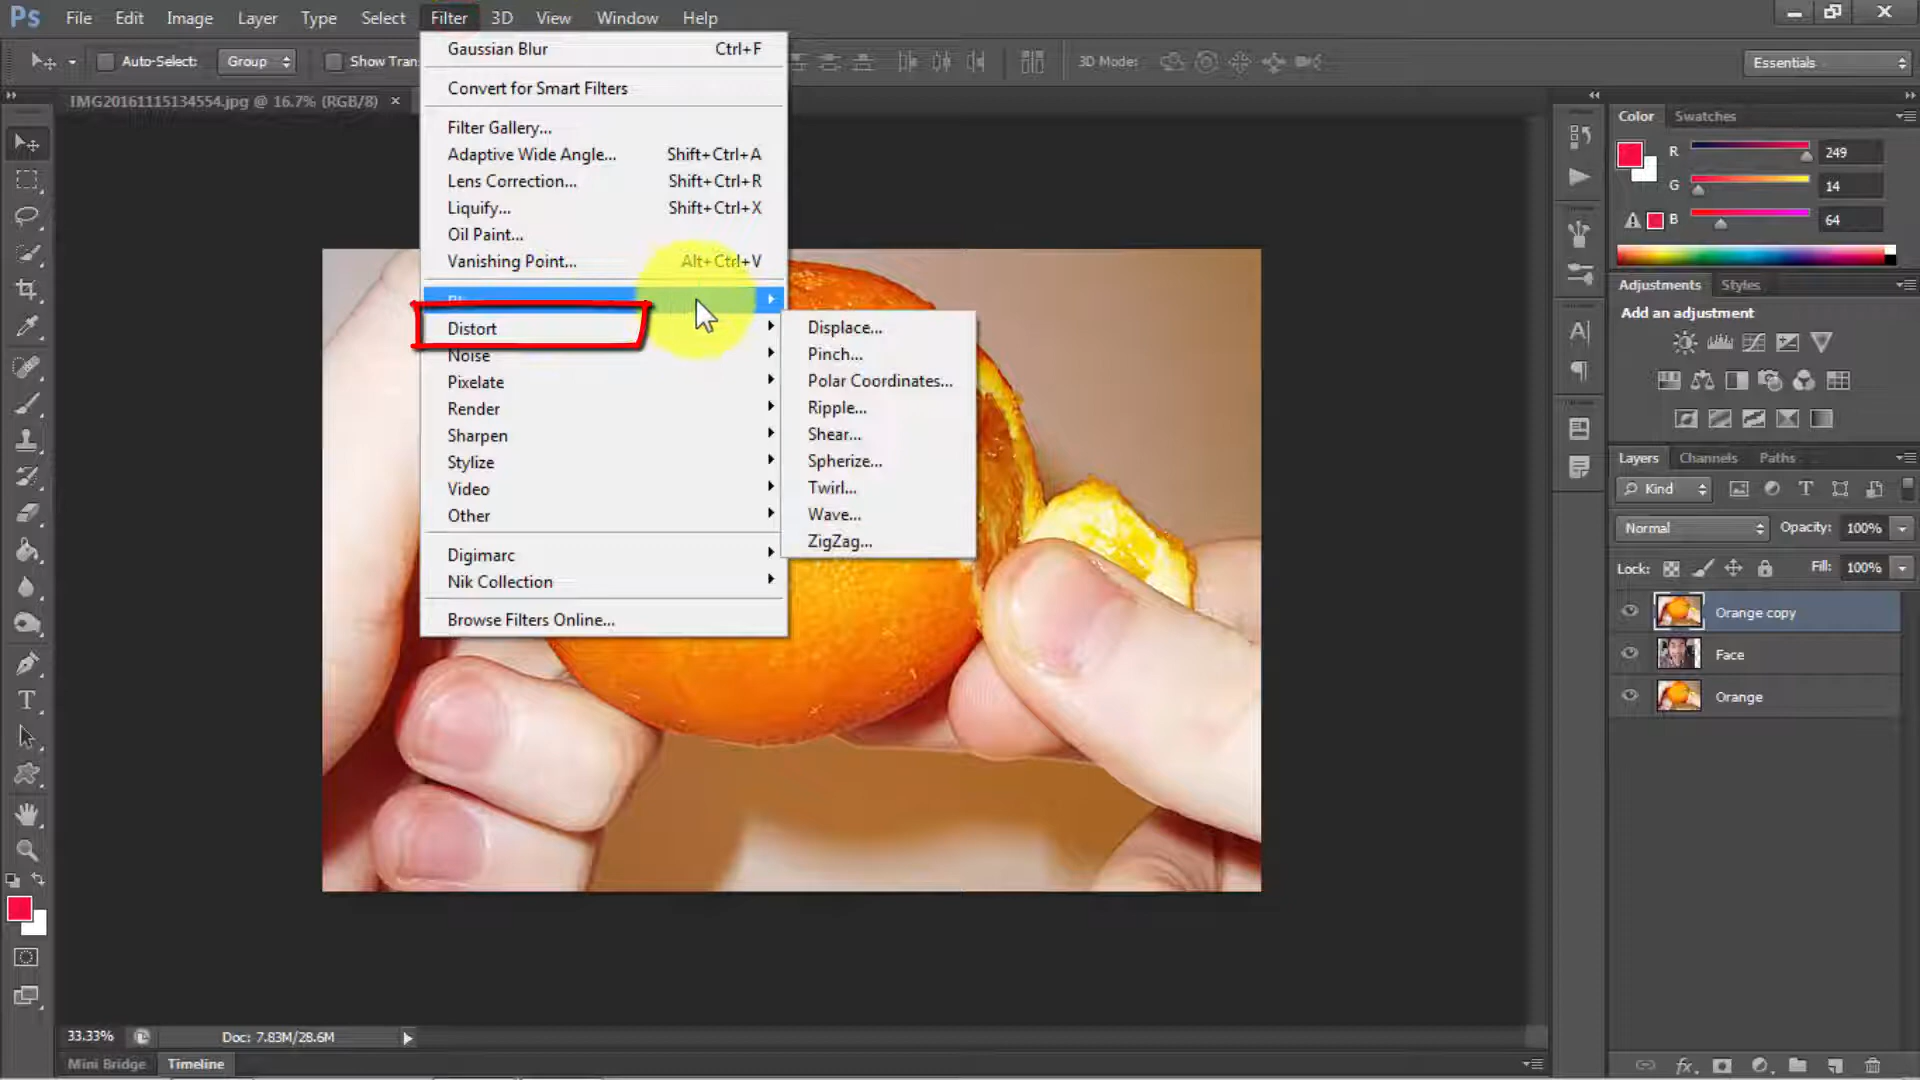 Ps File Edit Image Layer Type Select Filter 3D View Window Help
Auto-Select: Group Show Tran 3D Mode: Essentials
IMG20161115134554.jpg @ 16.7% (RGB/8) ×
Gaussian Blur Ctrl+F
Convert for Smart Filters
Filter Gallery...
Adaptive Wide Angle... Shift+Ctrl+A
Lens Correction... Shift+Ctrl+R
Liquify... Shift+Ctrl+X
Oil Paint...
Vanishing Point... Alt+Ctrl+V
Distort
Noise
Pixelate
Render
Sharpen
Stylize
Video
Other
Digimarc
Nik Collection
Browse Filters Online...
Displace...
Pinch...
Polar Coordinates...
Ripple...
Shear...
Spherize...
Twirl...
Wave...
ZigZag...
Color Swatches
R 249
G 14
B 64
Adjustments Styles
Add an adjustment
Layers Channels Paths
Kind
Normal Opacity: 100%
Lock: Fill: 100%
Orange copy
Face
Orange
33.33% Doc: 7.83M/28.6M
Mini Bridge Timeline